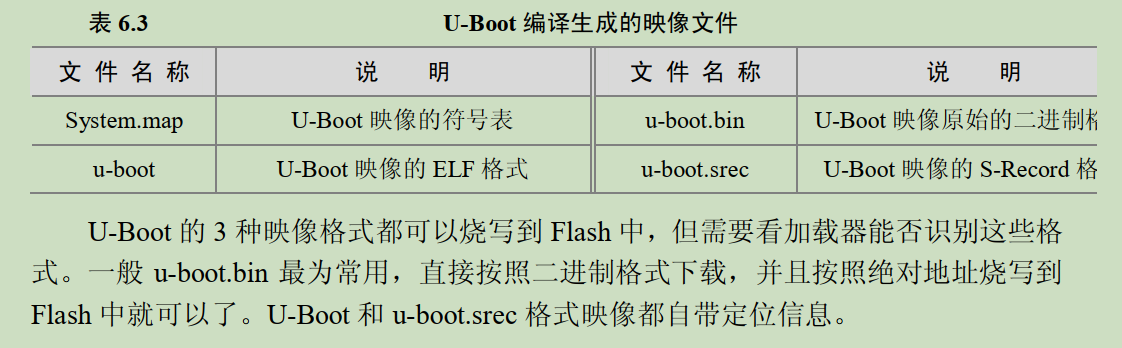 表 6.3 U-Boot 编译生成的映像文件
文 件 名 称 说 明 文 件 名 称 说 明
System.map U-Boot 映像的符号表 u-boot.bin U-Boot 映像原始的二进制
u-boot U-Boot 映像的 ELF 格式 u-boot.srec U-Boot 映像的 S-Record 格
U-Boot 的 3 种映像格式都可以烧写到 Flash 中，但需要看加载器能否识别这些格
式。一般 u-boot.bin 最为常用，直接按照二进制格式下载，并且按照绝对地址烧写到
Flash 中就可以了。U-Boot 和 u-boot.srec 格式映像都自带定位信息。